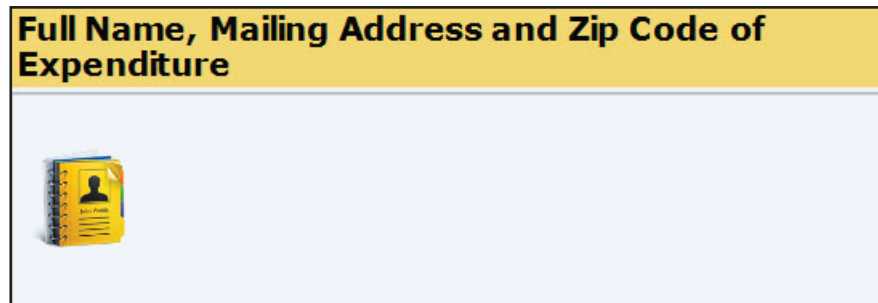 Full Name, Mailing Address and Zip Code of
Expenditure